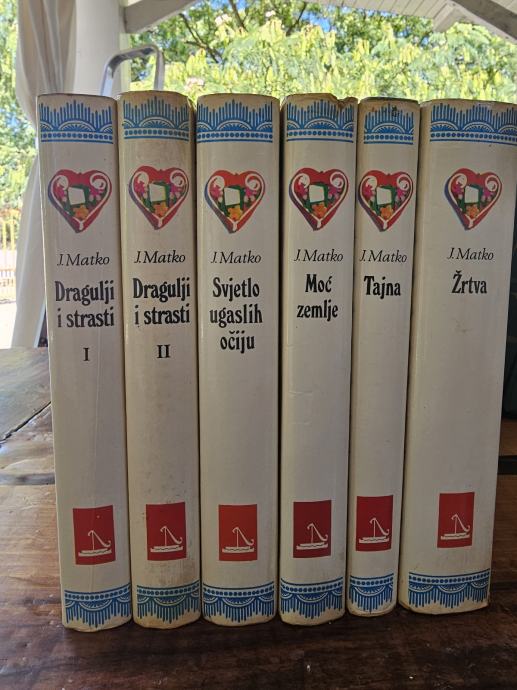 J. Matko
Dragulji
i strasti
I
J. Matko
Dragulji
i strasti
II
J. Matko
Svjetlo
ugaslih
očiju
J. Matko
Moć
zemlje
J. Matko
Tajna
J. Matko
Žrtva